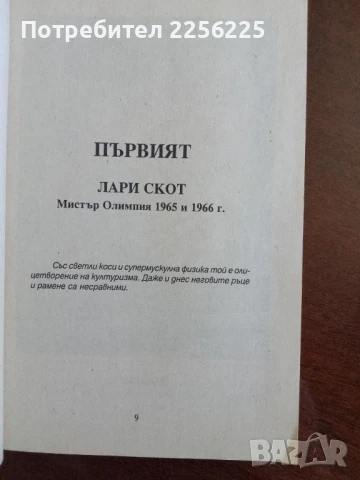 Потребител 2256225
ПЪРВИЯТ
ЛАРИ СКОТ
Мистър Олимпия 1965 и 1966 г.
Със светли коси и супермускулна физика той е оли-
цетворение на културизма. Даже и днес неговите ръце
и рамене са несравними.
9
BAZAR